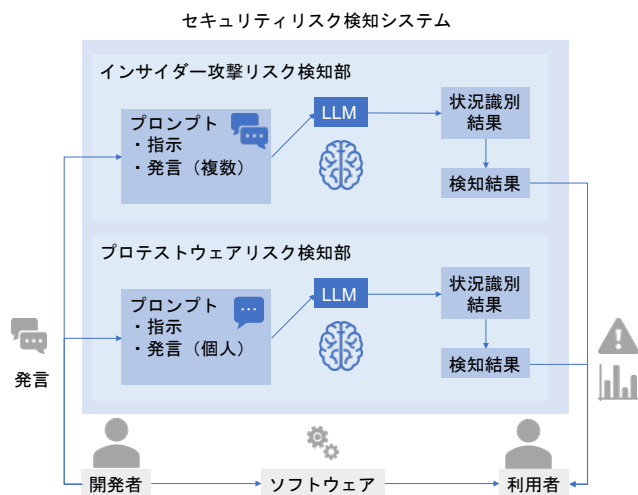 セキュリティリスク検知システム
インサイダー攻撃リスク検知部
プロンプト
・指示
・発言（複数）
LLM
状況識別
結果
検知結果
プロテストウェアリスク検知部
プロンプト
・指示
・発言（個人）
LLM
状況識別
結果
検知結果
発言
開発者
ソフトウェア
利用者